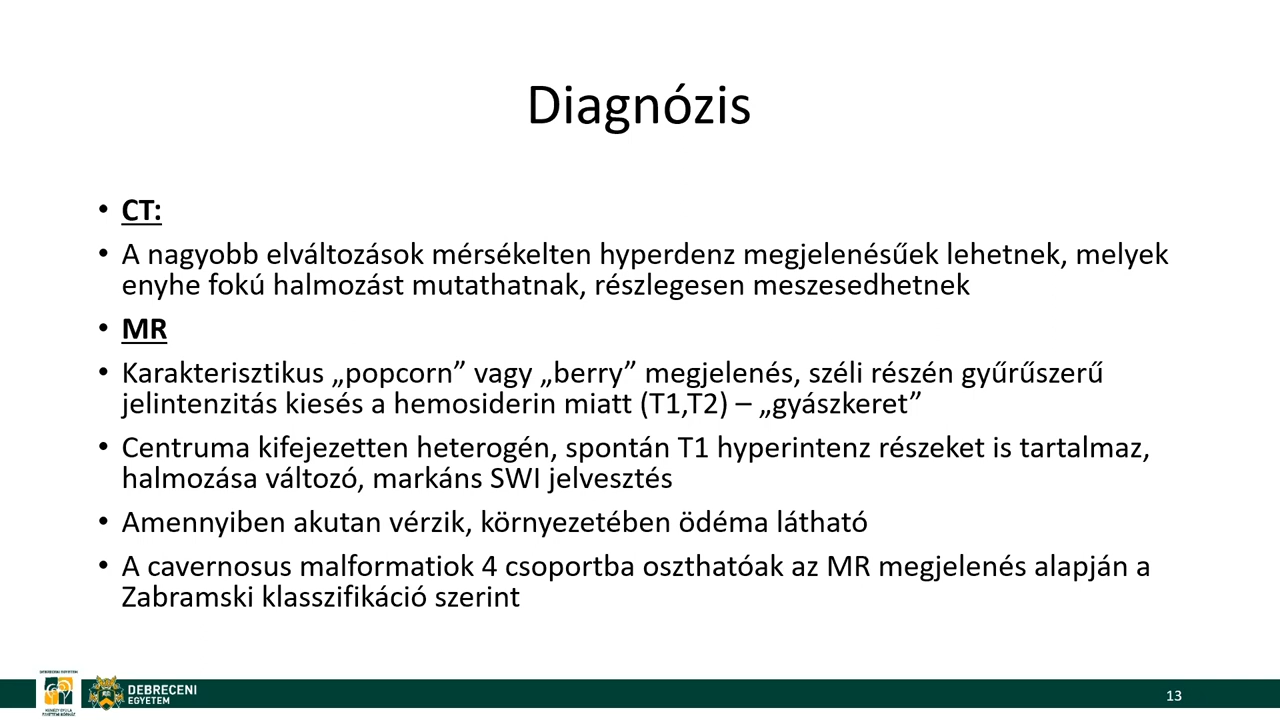 Diagnózis
• CT:
• A nagyobb elváltozások mérsékelten hyperdenz megjelenésűek lehetnek, melyek
enyhe fokú halmozást mutathatnak, részlegesen meszesedhetnek
• MR
• Karakterisztikus „popcorn” vagy „berry” megjelenés, széli részén gyűrűszerű
jelintenzitás kiesés a hemosiderin miatt (T1,T2) – „gyászkeret”
• Centruma kifejezetten heterogén, spontán T1 hyperintenz részeket is tartalmaz,
halmozása változó, markáns SWI jelvesztés
• Amennyiben akutan vérzik, környezetében ödéma látható
• A cavernosus malformatiok 4 csoportba oszthatóak az MR megjelenés alapján a
Zabramski klasszifikáció szerint
DEBRECENI EGYETEM
DEBRECENI
EGYETEM
13